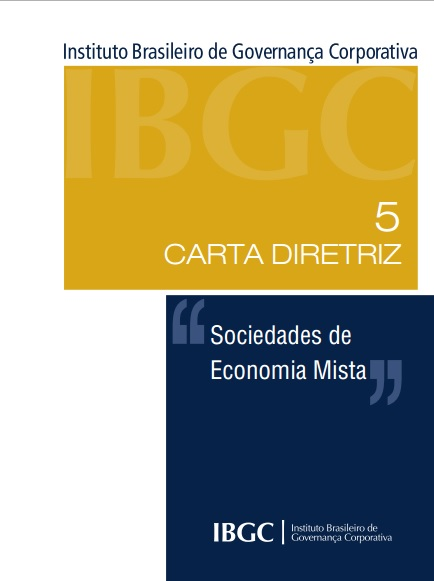 Instituto Brasileiro de Governança Corporativa
IBGC
5
CARTA DIRETRIZ
“Sociedades de
Economia Mista”
IBGC | Instituto Brasileiro de
Governança Corporativa